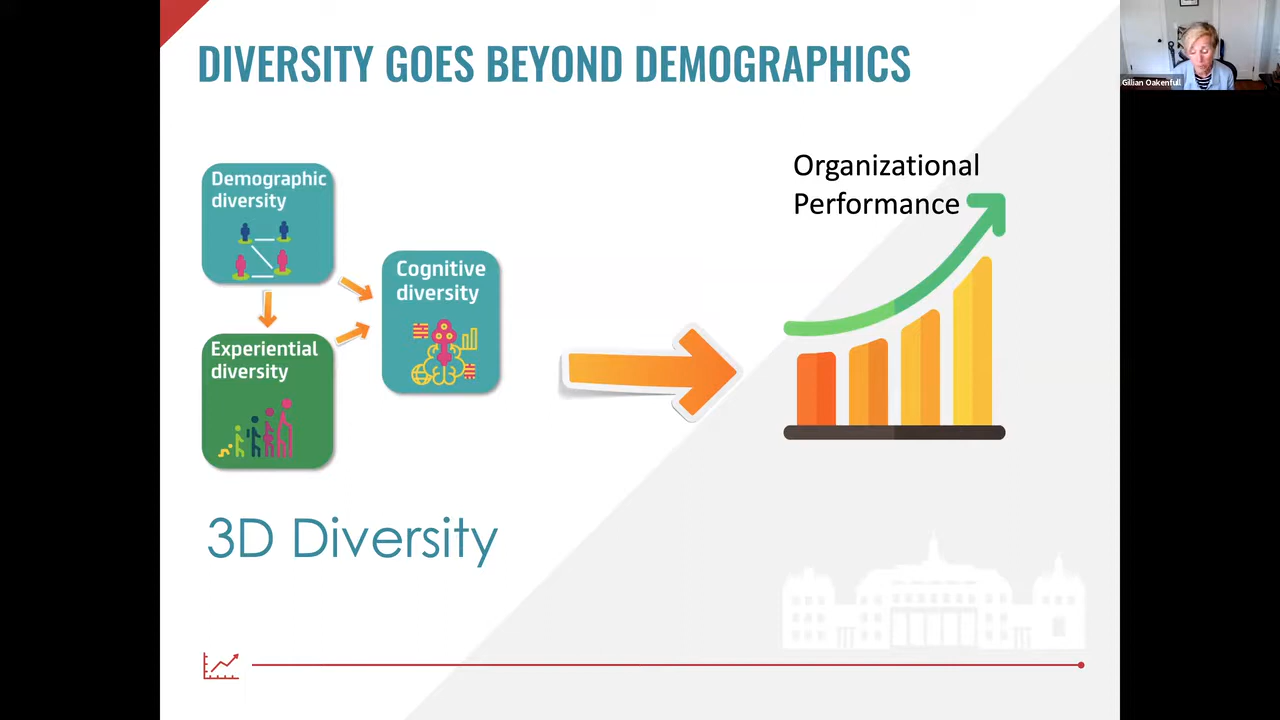 DIVERSITY GOES BEYOND DEMOGRAPHICS
Gillian Oakenfull
Demographic
diversity
Cognitive
diversity
Experiential
diversity
Organizational
Performance
3D Diversity